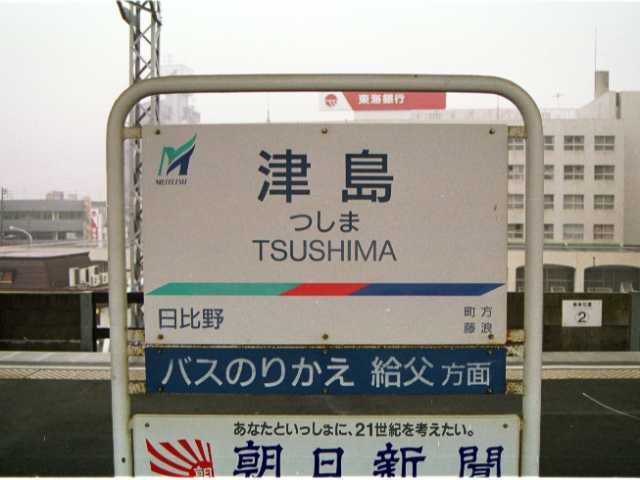 東海銀行
MEITETSU
津島
つしま
TSUSHIMA
日比野
町方
藤浪
②
バスのりかえ 給父方面
あなたといっしょに、21世紀を考えたい。
朝
朝日新聞